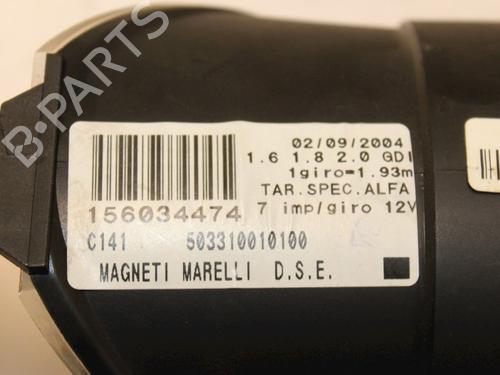 B-PARTS
02/09/2004
1.6 1.8 2.0 GDI
1giro=1.93m
TAR.SPEC.ALFA
156034474 7 imp/giro 12V
C141 503310010100
MAGNETI MARELLI D.S.E.